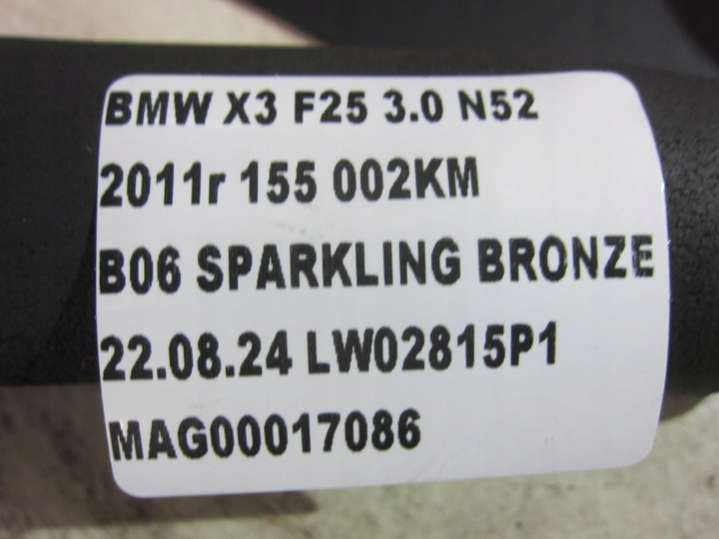 BMW X3 F25 3.0 N52
2011r 155 002KM
B06 SPARKLING BRONZE
22.08.24 LW02815P1
MAG00017086